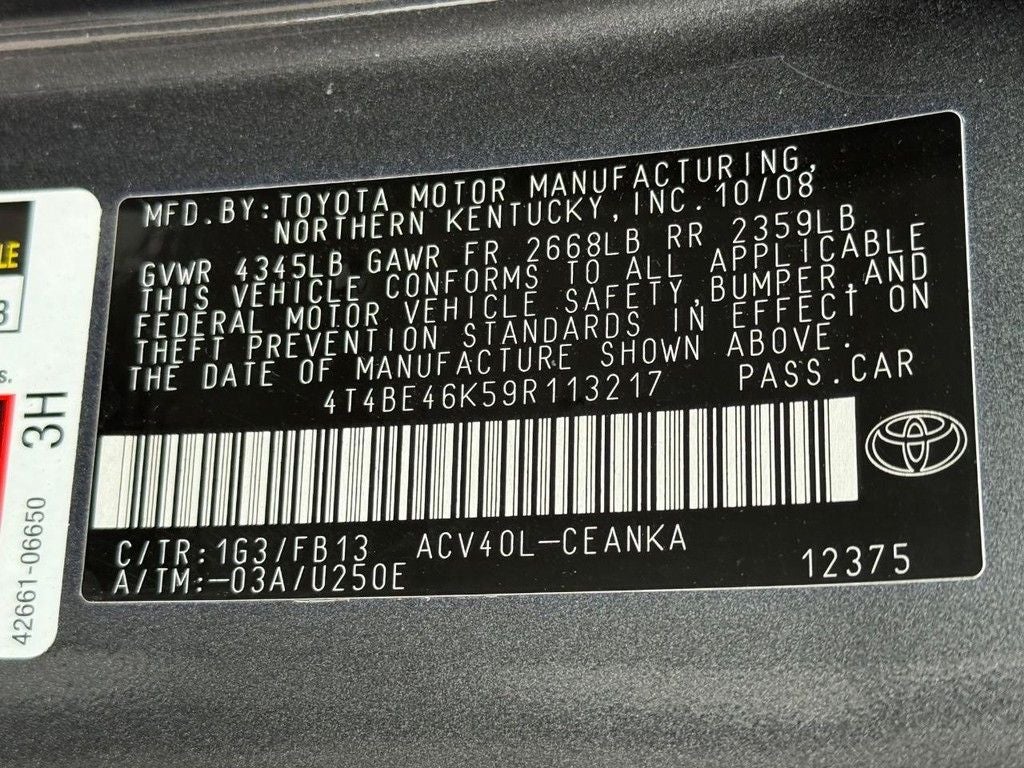 MFD.BY:TOYOTA MOTOR MANUFACTURING,
NORTHERN KENTUCKY,INC.10/08
GVWR 4345LB GAWR FR 2668LB RR 2359LB
THIS VEHICLE CONFORMS TO ALL APPLICABLE
FEDERAL MOTOR VEHICLE SAFETY,BUMPER,AND
THEFT PREVENTION STANDARDS IN EFFECT ON
THE DATE OF MANUFACTURE SHOWN ABOVE.
4T4BE46K59R113217 PASS.CAR
C/TR:1G3/FB13 ACV40L-CEANKA
A/TM:-03A/U250E 12375
3H
42661-06650